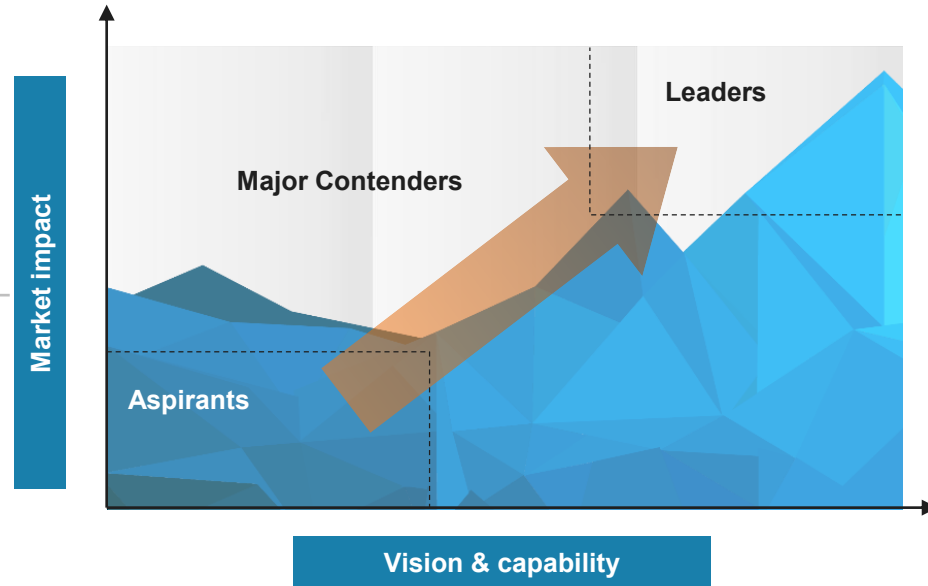 Leaders
Major Contenders
Market impact
Aspirants
Vision & capability